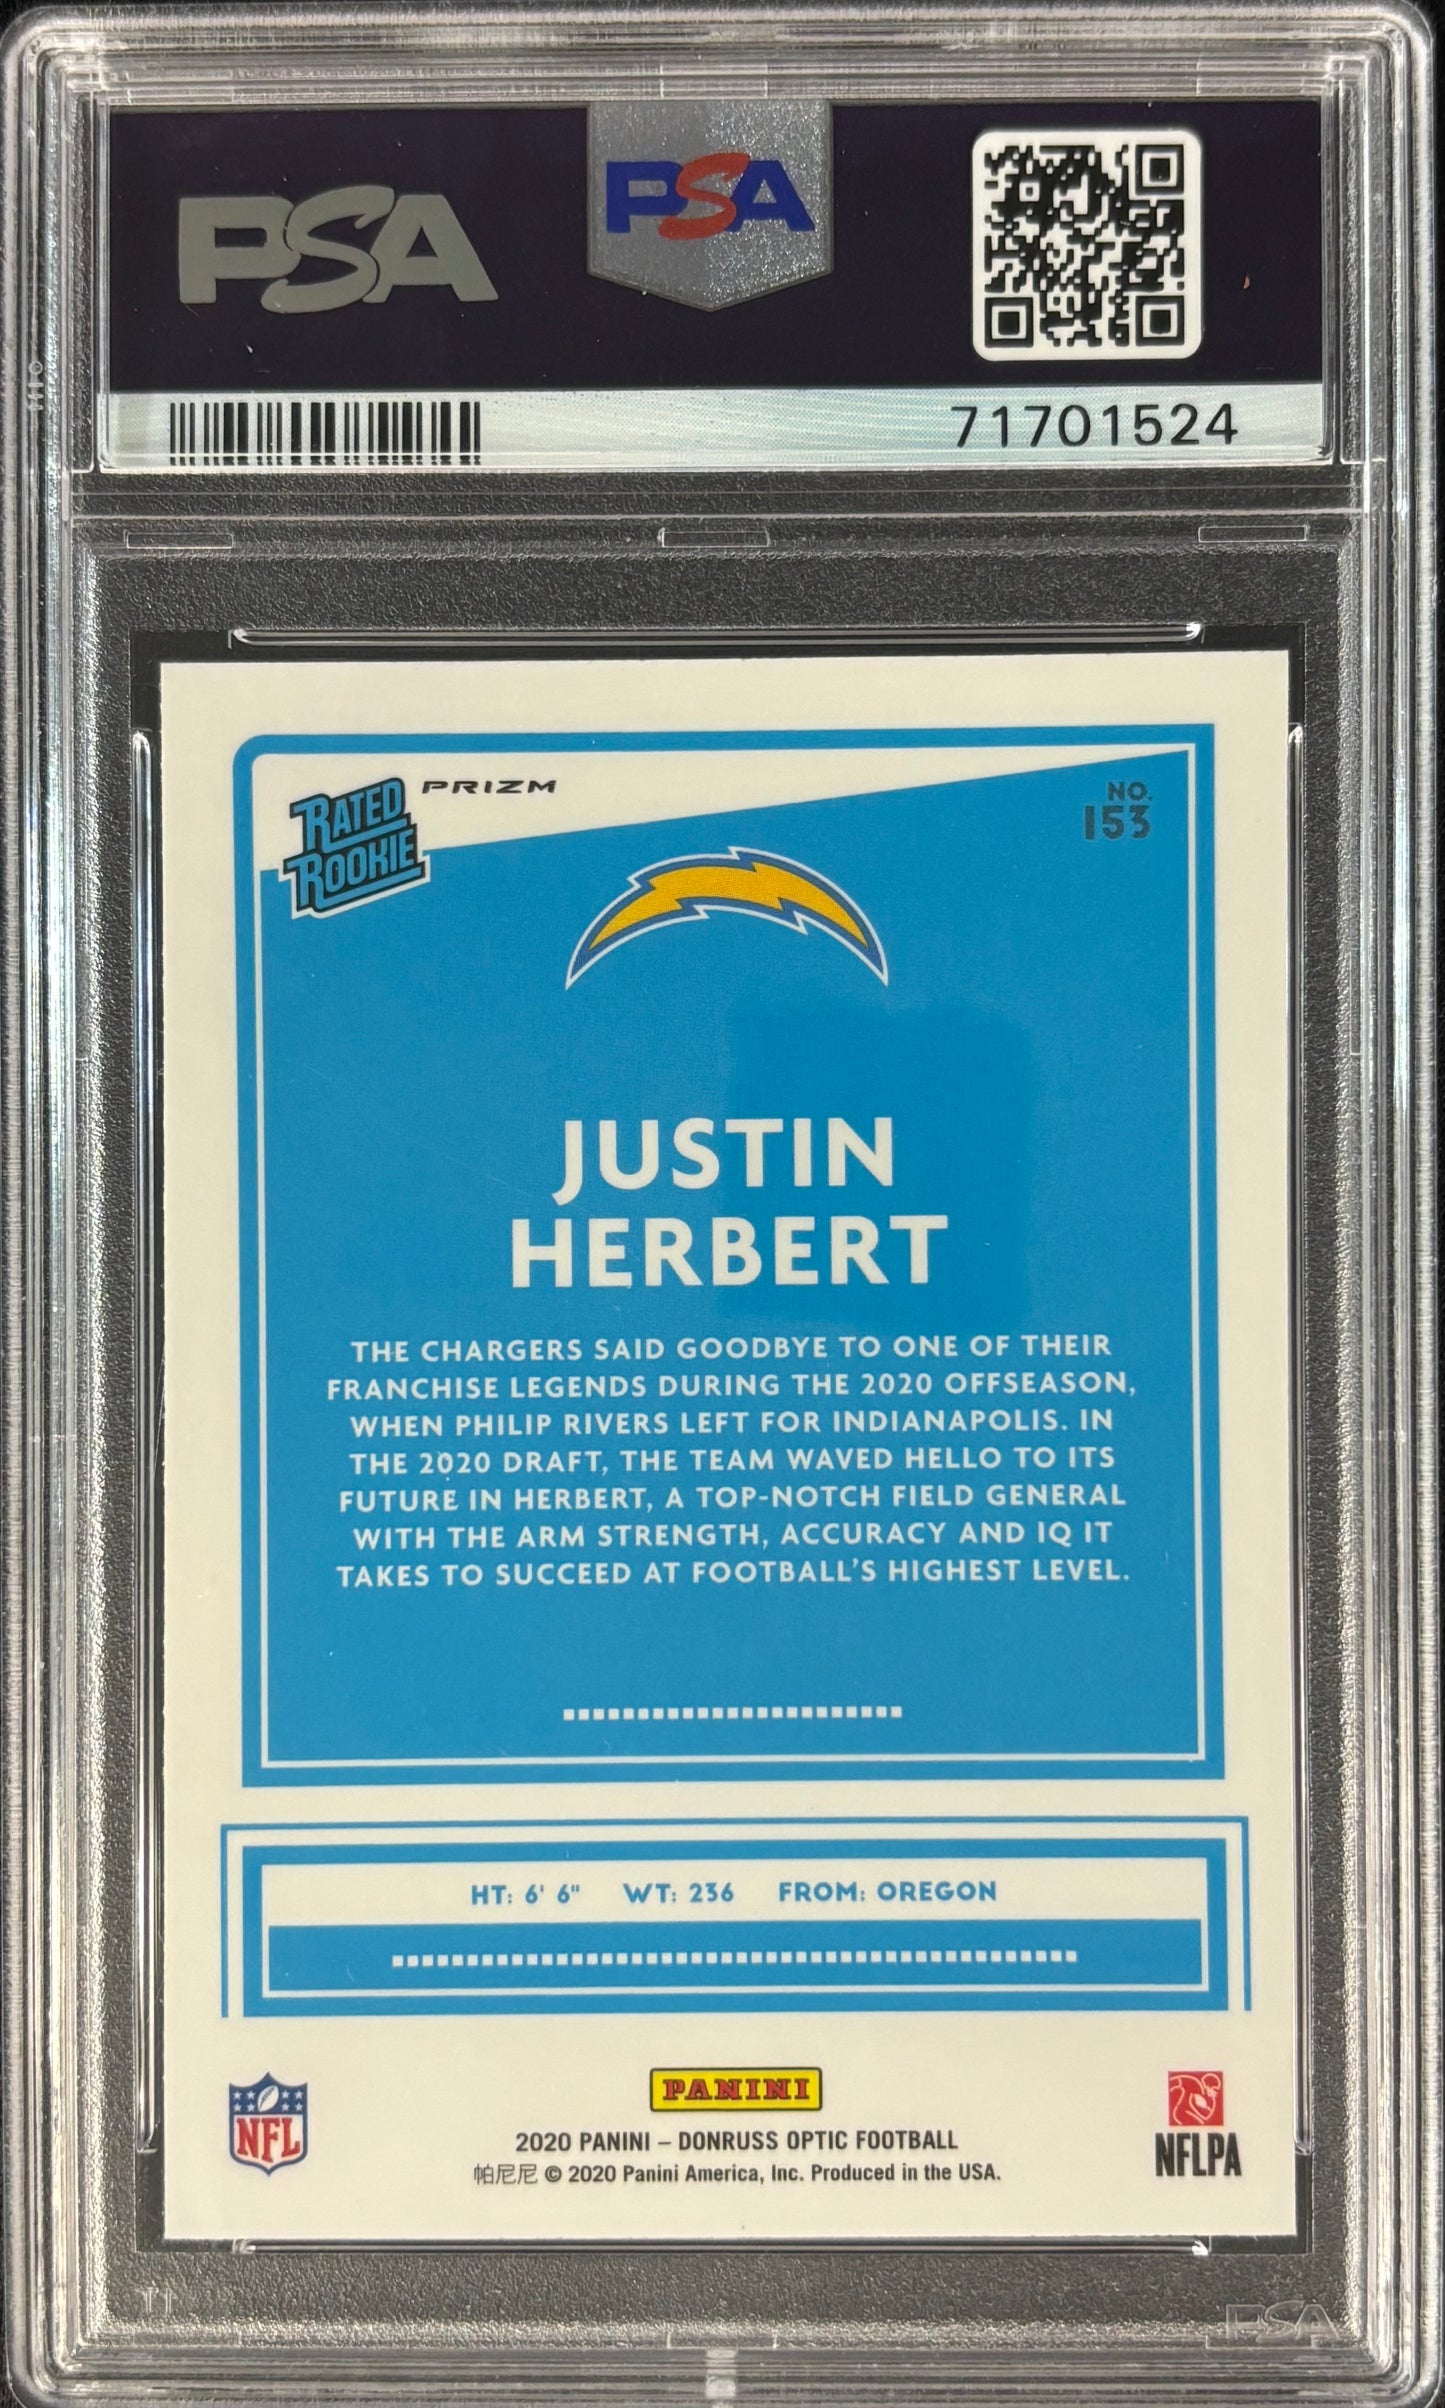 PSA
PSA
71701524
RATED
ROOKIE
PRIZM
NO.
153
JUSTIN
HERBERT
THE CHARGERS SAID GOODBYE TO ONE OF THEIR
FRANCHISE LEGENDS DURING THE 2020 OFFSEASON,
WHEN PHILIP RIVERS LEFT FOR INDIANAPOLIS. IN
THE 2020 DRAFT, THE TEAM WAVED HELLO TO ITS
FUTURE IN HERBERT, A TOP-NOTCH FIELD GENERAL
WITH THE ARM STRENGTH, ACCURACY AND IQ IT
TAKES TO SUCCEED AT FOOTBALL'S HIGHEST LEVEL.
HT: 6' 6" WT: 236 FROM: OREGON
NFL
PANINI
2020 PANINI – DONRUSS OPTIC FOOTBALL
帕尼尼 © 2020 Panini America, Inc. Produced in the USA.
NFLPA
PSA